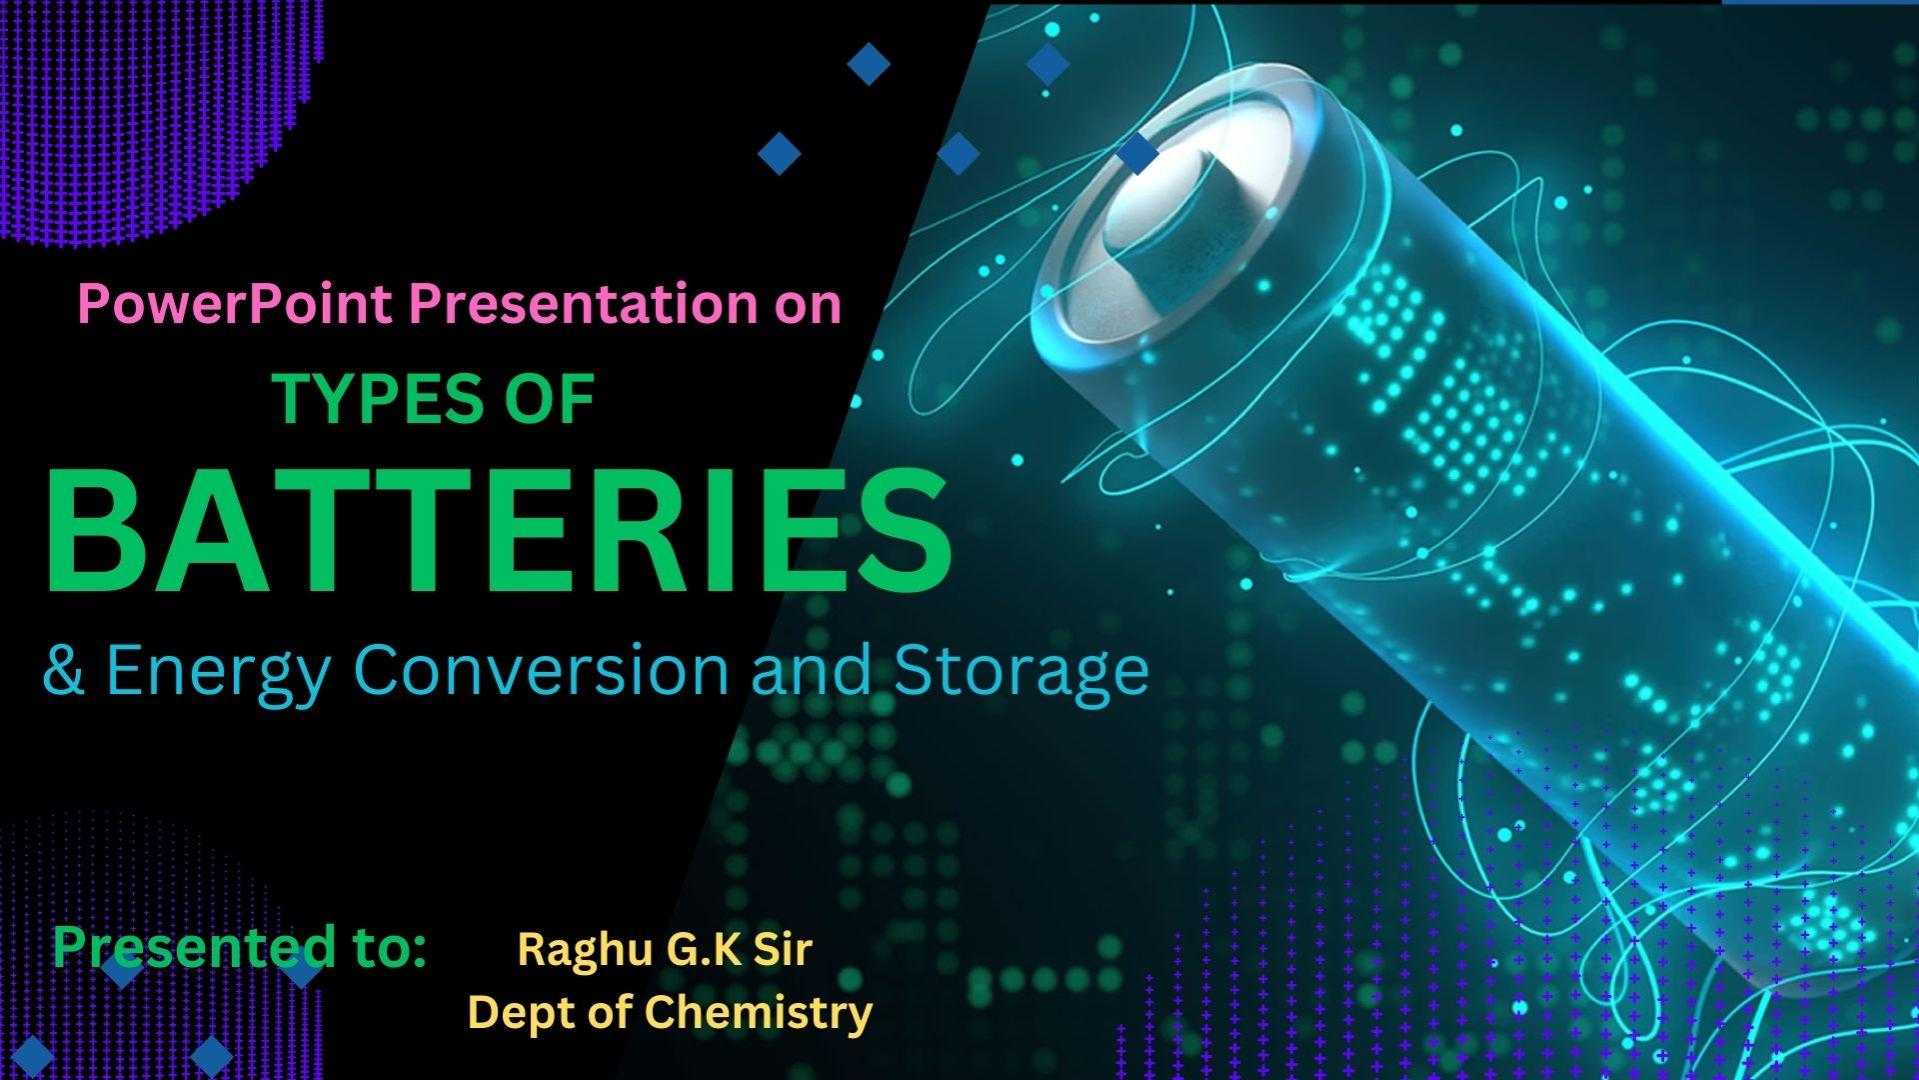 PowerPoint Presentation on
TYPES OF
BATTERIES
& Energy Conversion and Storage
Presented to:
Raghu G.K Sir
Dept of Chemistry